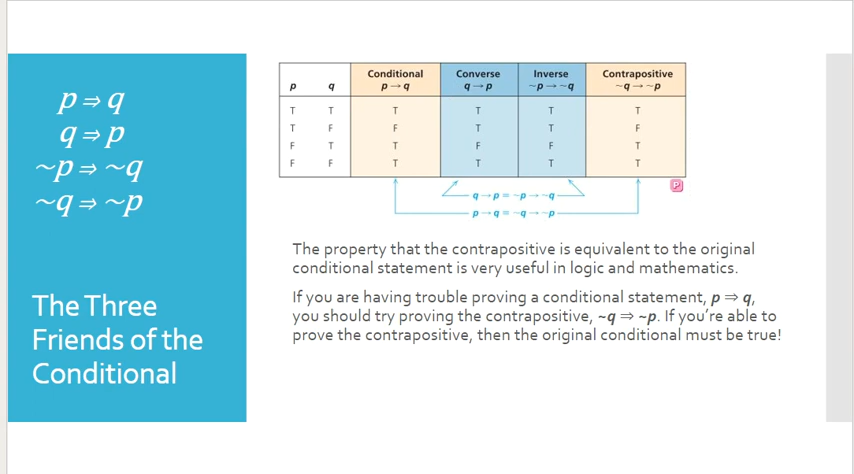 p ⇒ q
q ⇒ p
~p ⇒ ~q
~q ⇒ ~p
The Three
Friends of the
Conditional
Conditional Converse Inverse Contrapositive
p q p → q q → p ~p → ~q ~q → ~p
T T T T T T
T F F T T F
F T T F F T
F F T T T T
P
q → p ≡ ~p → ~q
p → q ≡ ~q → ~p
The property that the contrapositive is equivalent to the original
conditional statement is very useful in logic and mathematics.
If you are having trouble proving a conditional statement, p ⇒ q,
you should try proving the contrapositive, ~q ⇒ ~p. If you're able to
prove the contrapositive, then the original conditional must be true!